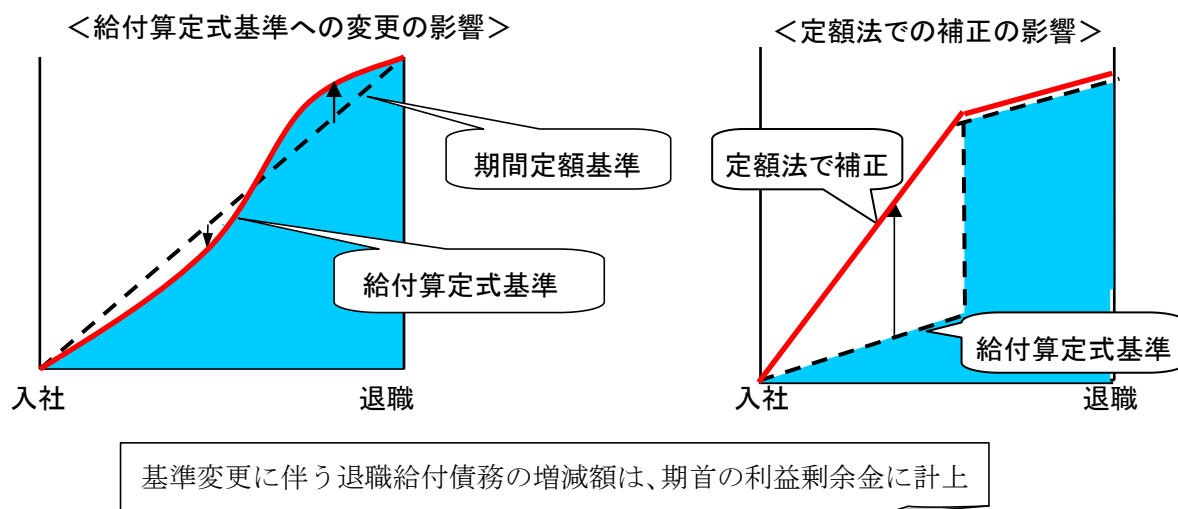 ＜給付算定式基準への変更の影響＞
期間定額基準
給付算定式基準
入社
退職
＜定額法での補正の影響＞
定額法で補正
給付算定式基準
入社
退職
基準変更に伴う退職給付債務の増減額は、期首の利益剰余金に計上